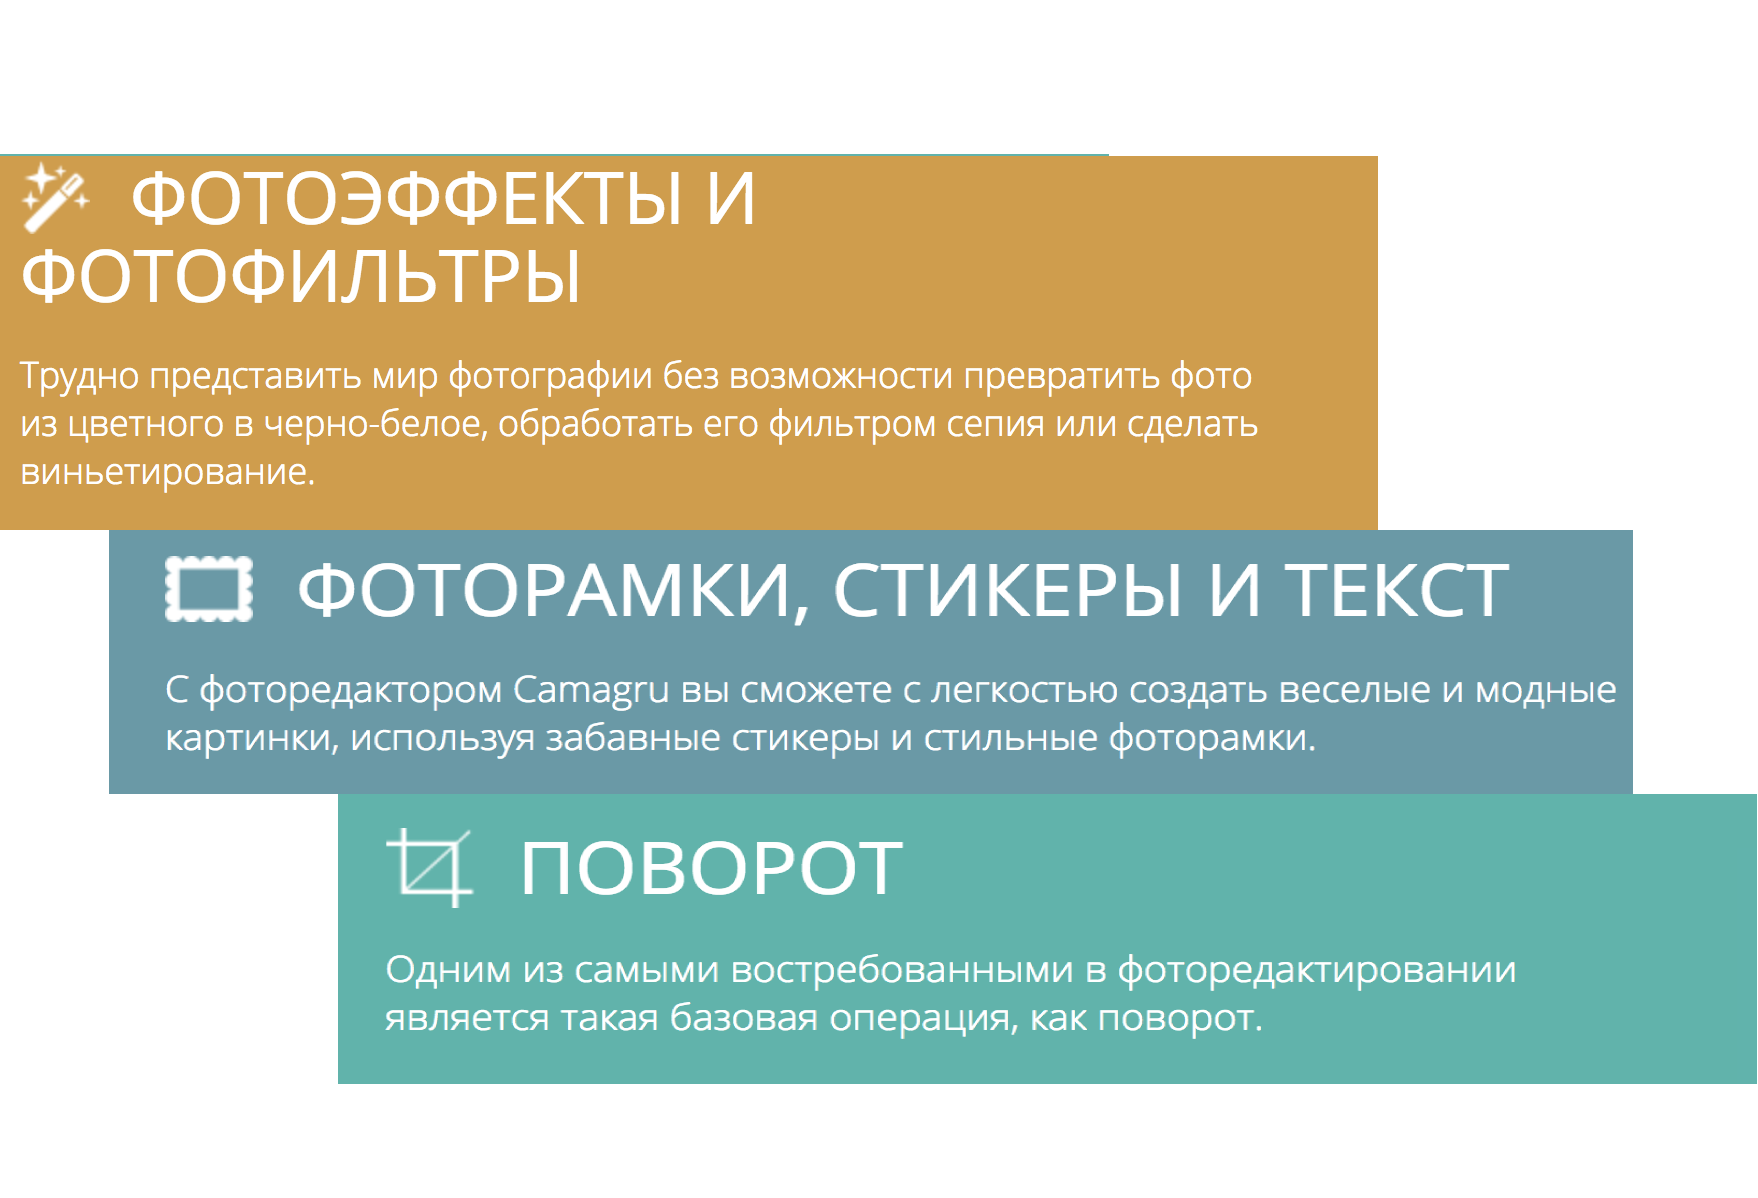 ФОТОЭФФЕКТЫ И
ФОТОФИЛЬТРЫ
Трудно представить мир фотографии без возможности превратить фото
из цветного в черно-белое, обработать его фильтром сепия или сделать
виньетирование.
ФОТОРАМКИ, СТИКЕРЫ И ТЕКСТ
С фоторедактором Camagru вы сможете с легкостью создать веселые и модные
картинки, используя забавные стикеры и стильные фоторамки.
ПОВОРОТ
Одним из самыми востребованными в фоторедактировании
является такая базовая операция, как поворот.